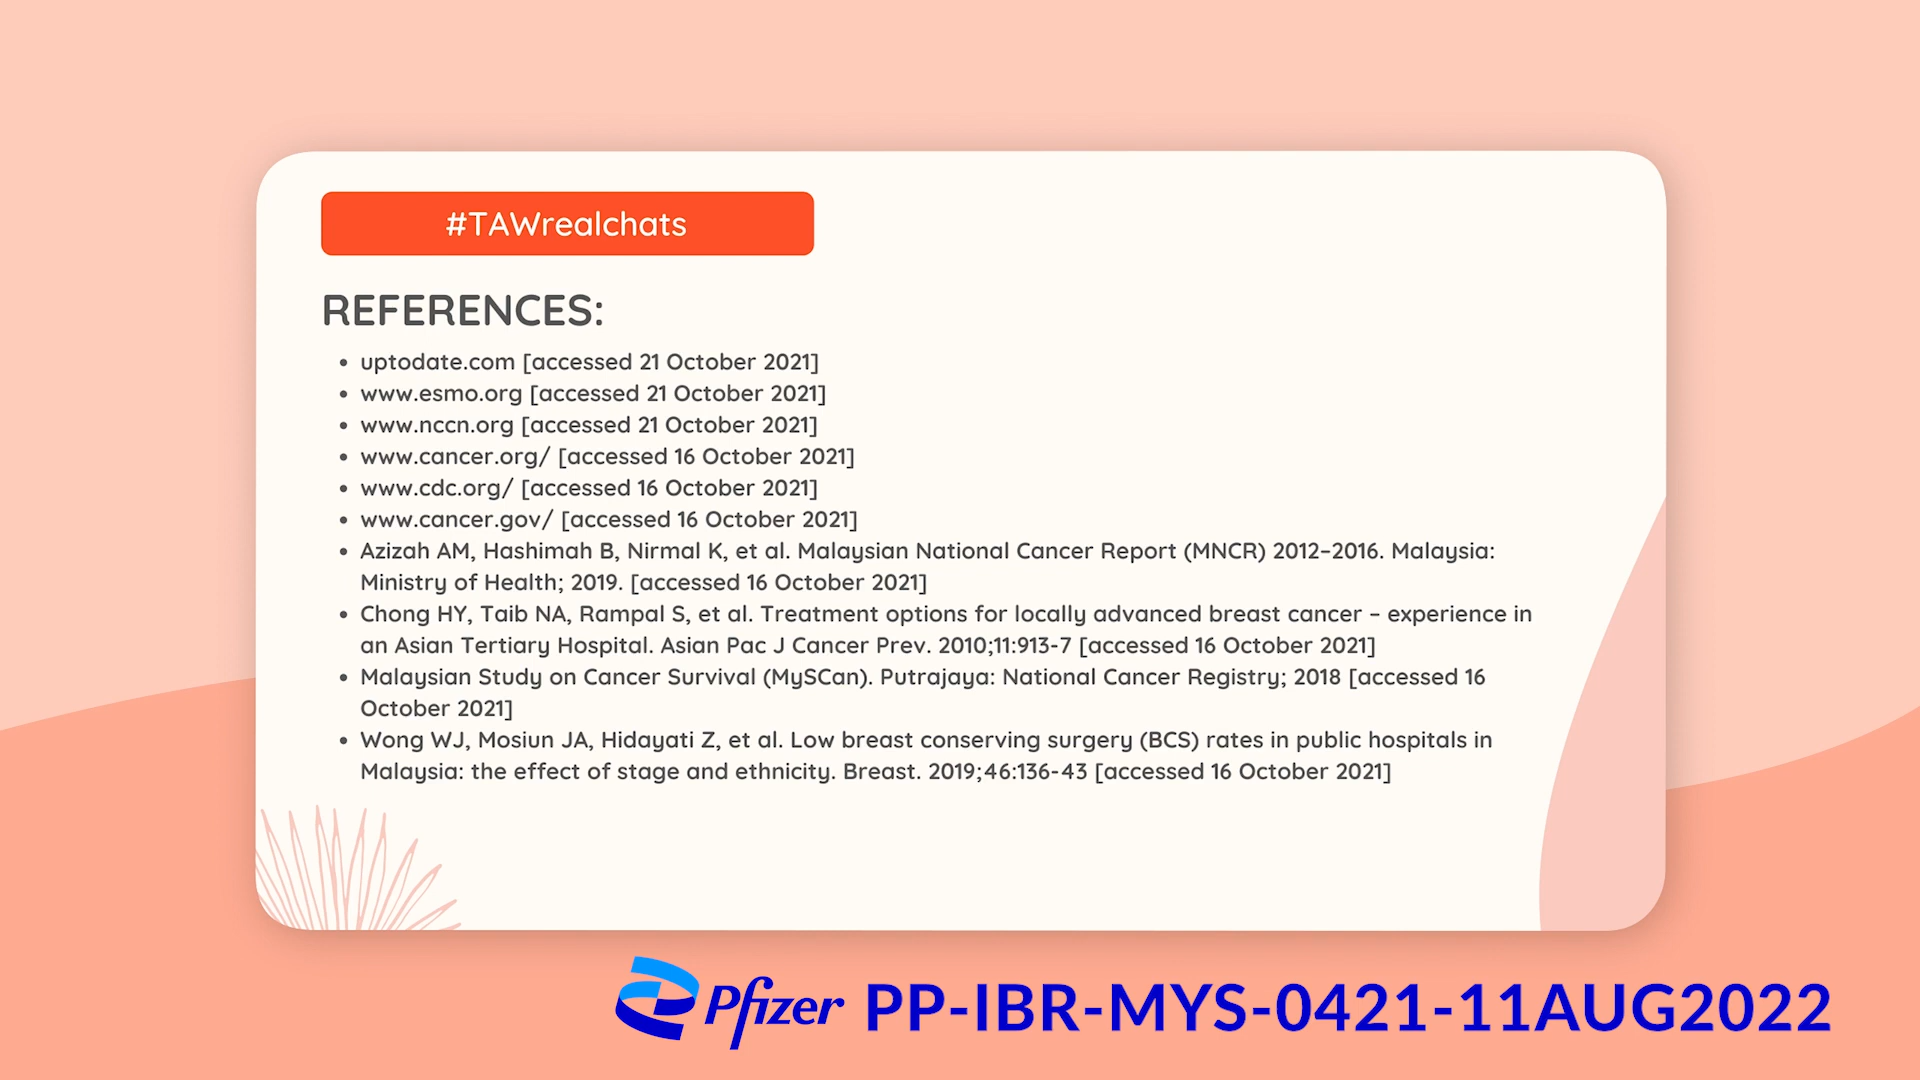 #TAWrealchats
REFERENCES:
• uptodate.com [accessed 21 October 2021]
• www.esmo.org [accessed 21 October 2021]
• www.nccn.org [accessed 21 October 2021]
• www.cancer.org/ [accessed 16 October 2021]
• www.cdc.org/ [accessed 16 October 2021]
• www.cancer.gov/ [accessed 16 October 2021]
• Azizah AM, Hashimah B, Nirmal K, et al. Malaysian National Cancer Report (MNCR) 2012–2016. Malaysia:
Ministry of Health; 2019. [accessed 16 October 2021]
• Chong HY, Taib NA, Rampal S, et al. Treatment options for locally advanced breast cancer – experience in
an Asian Tertiary Hospital. Asian Pac J Cancer Prev. 2010;11:913-7 [accessed 16 October 2021]
• Malaysian Study on Cancer Survival (MySCan). Putrajaya: National Cancer Registry; 2018 [accessed 16
October 2021]
• Wong WJ, Mosiun JA, Hidayati Z, et al. Low breast conserving surgery (BCS) rates in public hospitals in
Malaysia: the effect of stage and ethnicity. Breast. 2019;46:136-43 [accessed 16 October 2021]
Pfizer PP-IBR-MYS-0421-11AUG2022